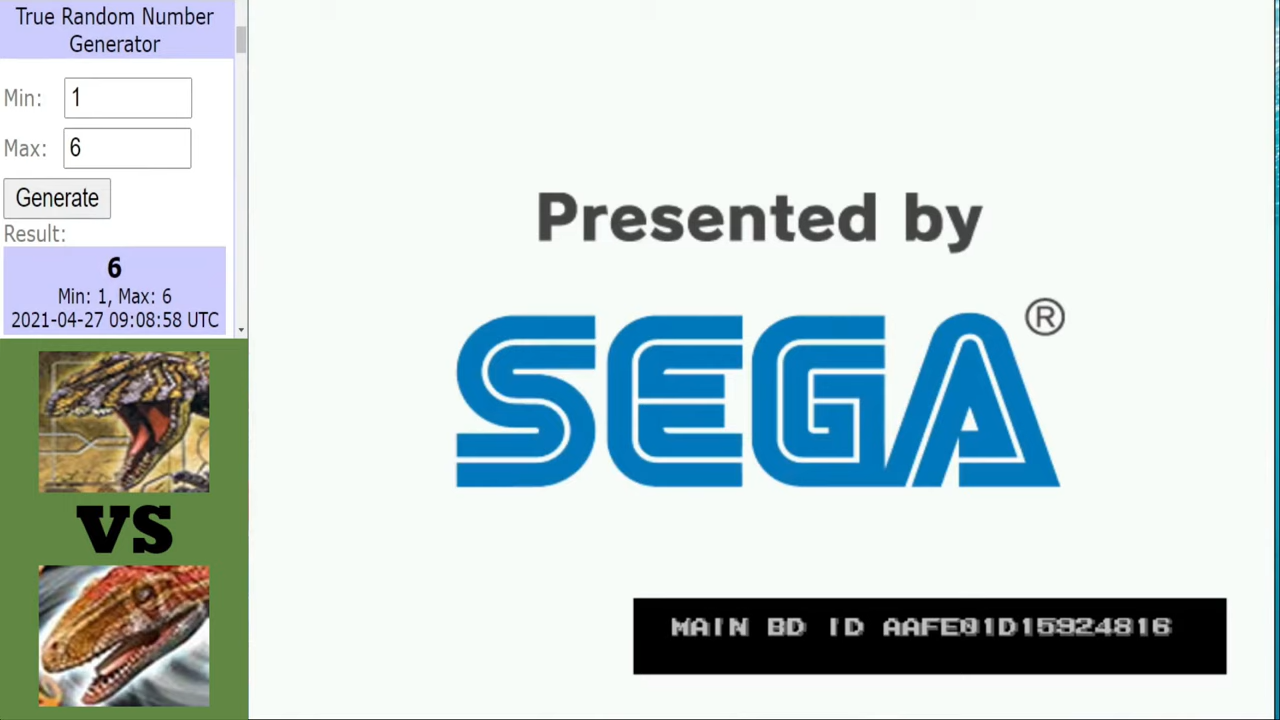 True Random Number
Generator
Min: 1
Max: 6
Generate
Result:
6
Min: 1, Max: 6
2021-04-27 09:08:58 UTC
VS
Presented by
SEGA®
MAIN BD ID AAFE01D15924816